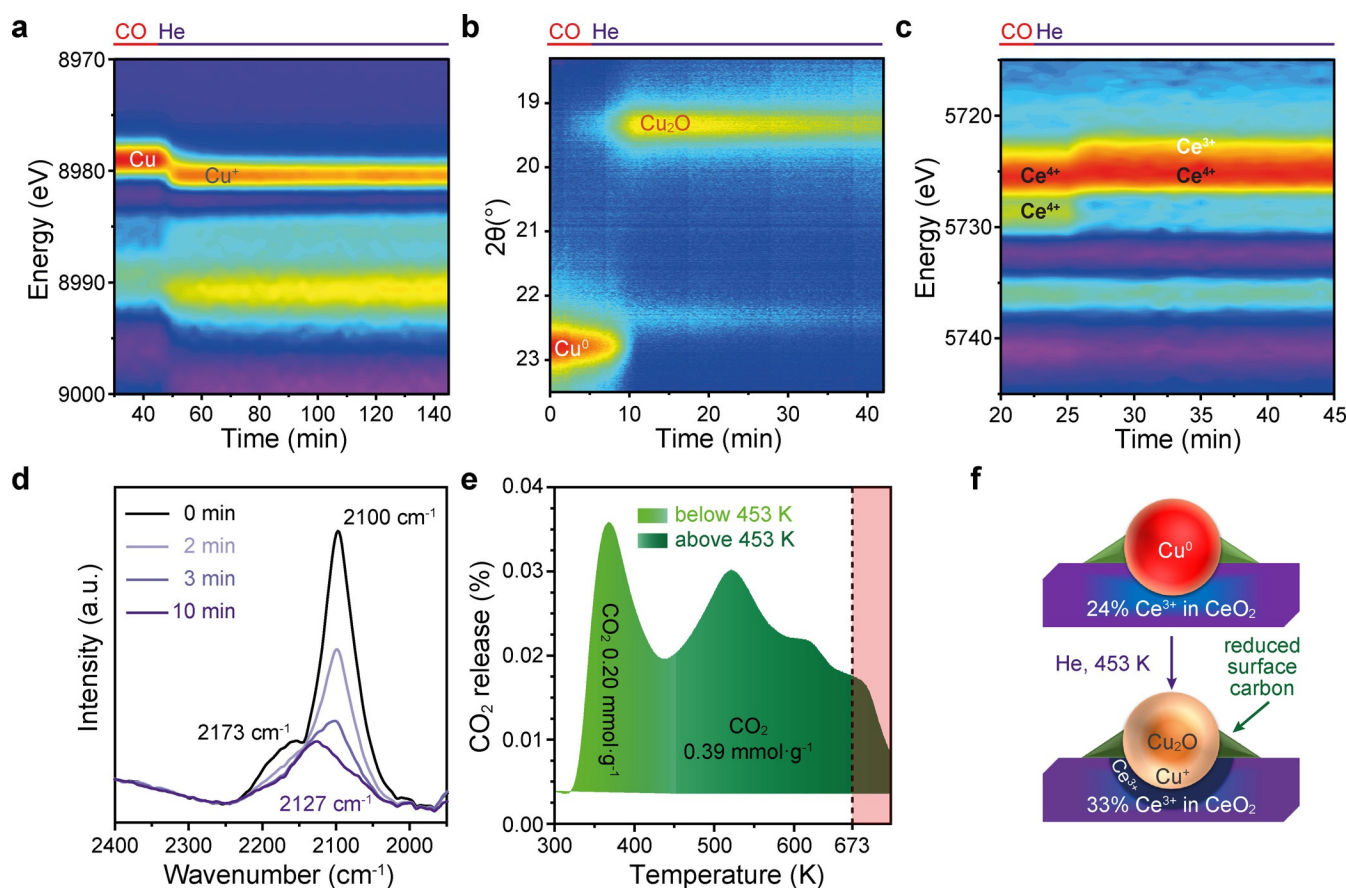 a
CO He
8970
8980
8990
9000
Energy (eV)
Cu
Cu⁺
40 60 80 100 120 140
Time (min)
b
CO He
19
20
21
22
23
2θ(°)
Cu₂O
Cu⁰
0 10 20 30 40
Time (min)
c
CO He
5720
5730
5740
Energy (eV)
Ce³⁺
Ce⁴⁺ Ce⁴⁺
Ce⁴⁺
20 25 30 35 40 45
Time (min)
d
0 min
2 min
3 min
10 min
2100 cm⁻¹
2173 cm⁻¹
2127 cm⁻¹
Intensity (a.u.)
2400 2300 2200 2100 2000
Wavenumber (cm⁻¹)
e
0.04
0.03
0.02
0.01
0.00
CO₂ release (%)
below 453 K
above 453 K
CO₂ 0.20 mmol·g⁻¹
CO₂
0.39 mmol·g⁻¹
300 400 500 600 673
Temperature (K)
f
Cu⁰
24% Ce³⁺ in CeO₂
He, 453 K
reduced
surface
carbon
Cu₂O
Cu⁺
Ce³⁺
33% Ce³⁺ in CeO₂